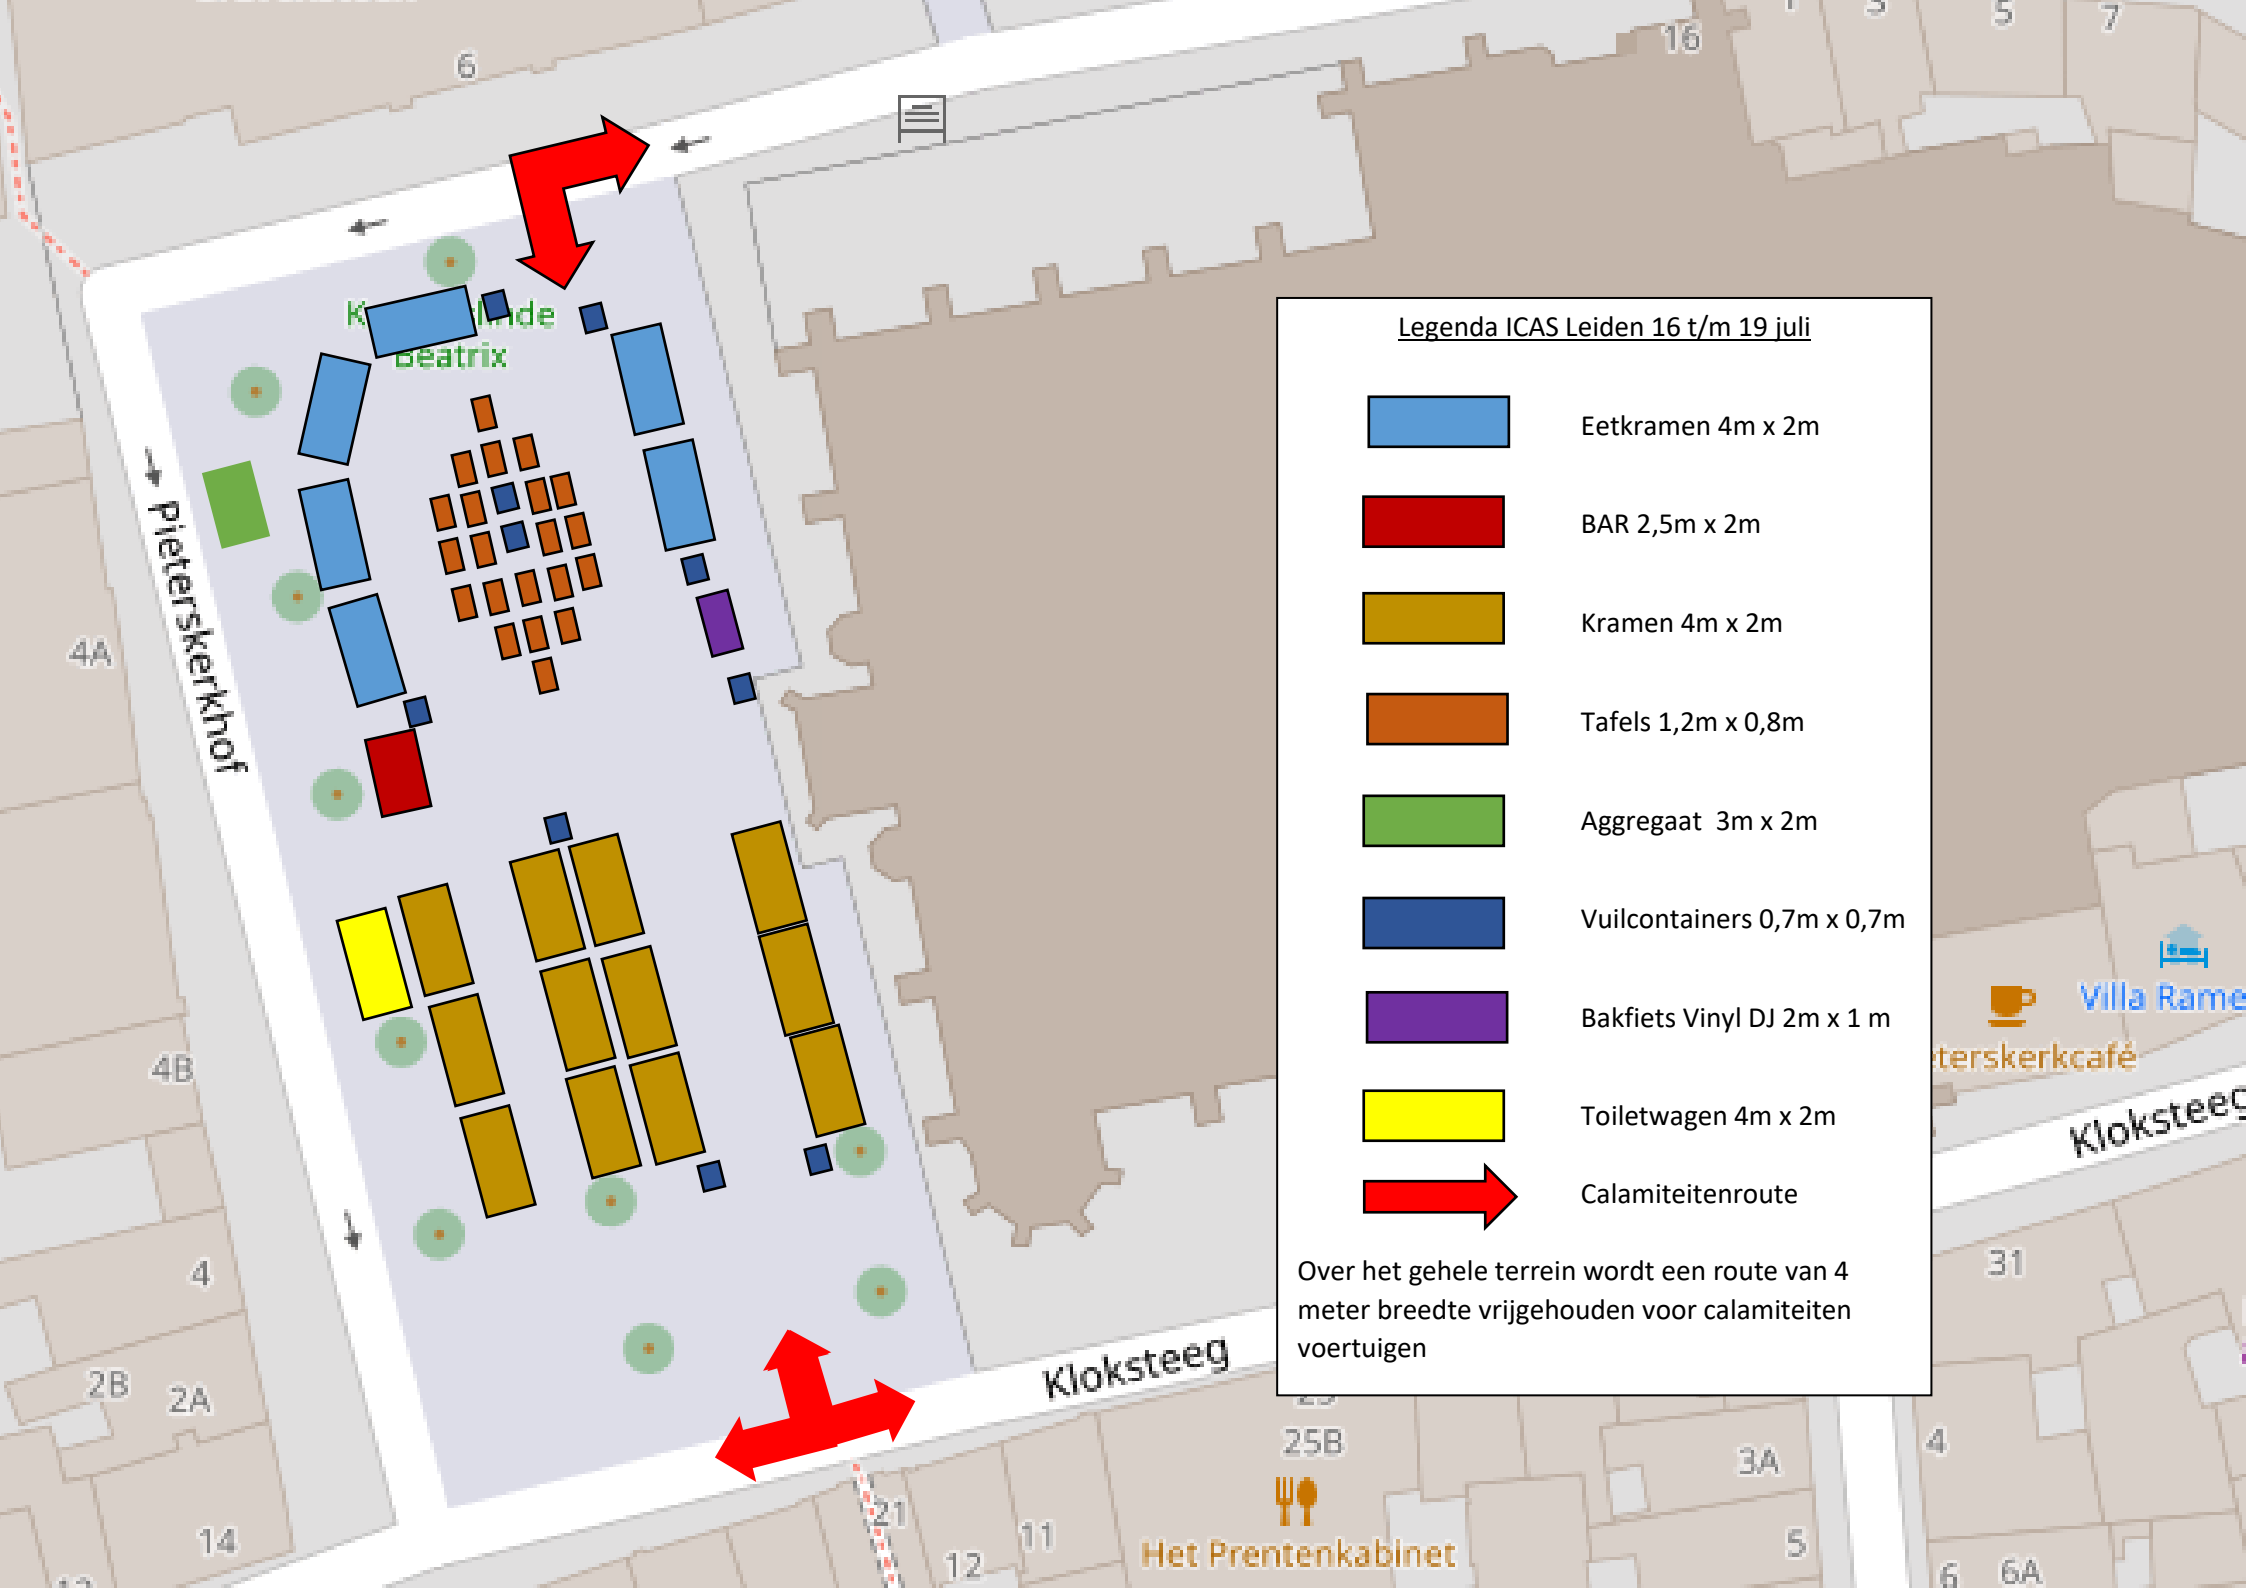 6
16
5
7
K
linde
Beatrix
Pieterskerkhof
4A
4B
4
2B
2A
14
Legenda ICAS Leiden 16 t/m 19 juli
Eetkramen 4m x 2m
BAR 2,5m x 2m
Kramen 4m x 2m
Tafels 1,2m x 0,8m
Aggregaat 3m x 2m
Vuilcontainers 0,7m x 0,7m
Bakfiets Vinyl DJ 2m x 1 m
Toiletwagen 4m x 2m
Calamiteitenroute
Over het gehele terrein wordt een route van 4
meter breedte vrijgehouden voor calamiteiten
voertuigen
Villa Rame
eterskerkcafé
Kloksteeg
31
Kloksteeg
25B
3A
4
21
11
12
Het Prentenkabinet
5
6
6A